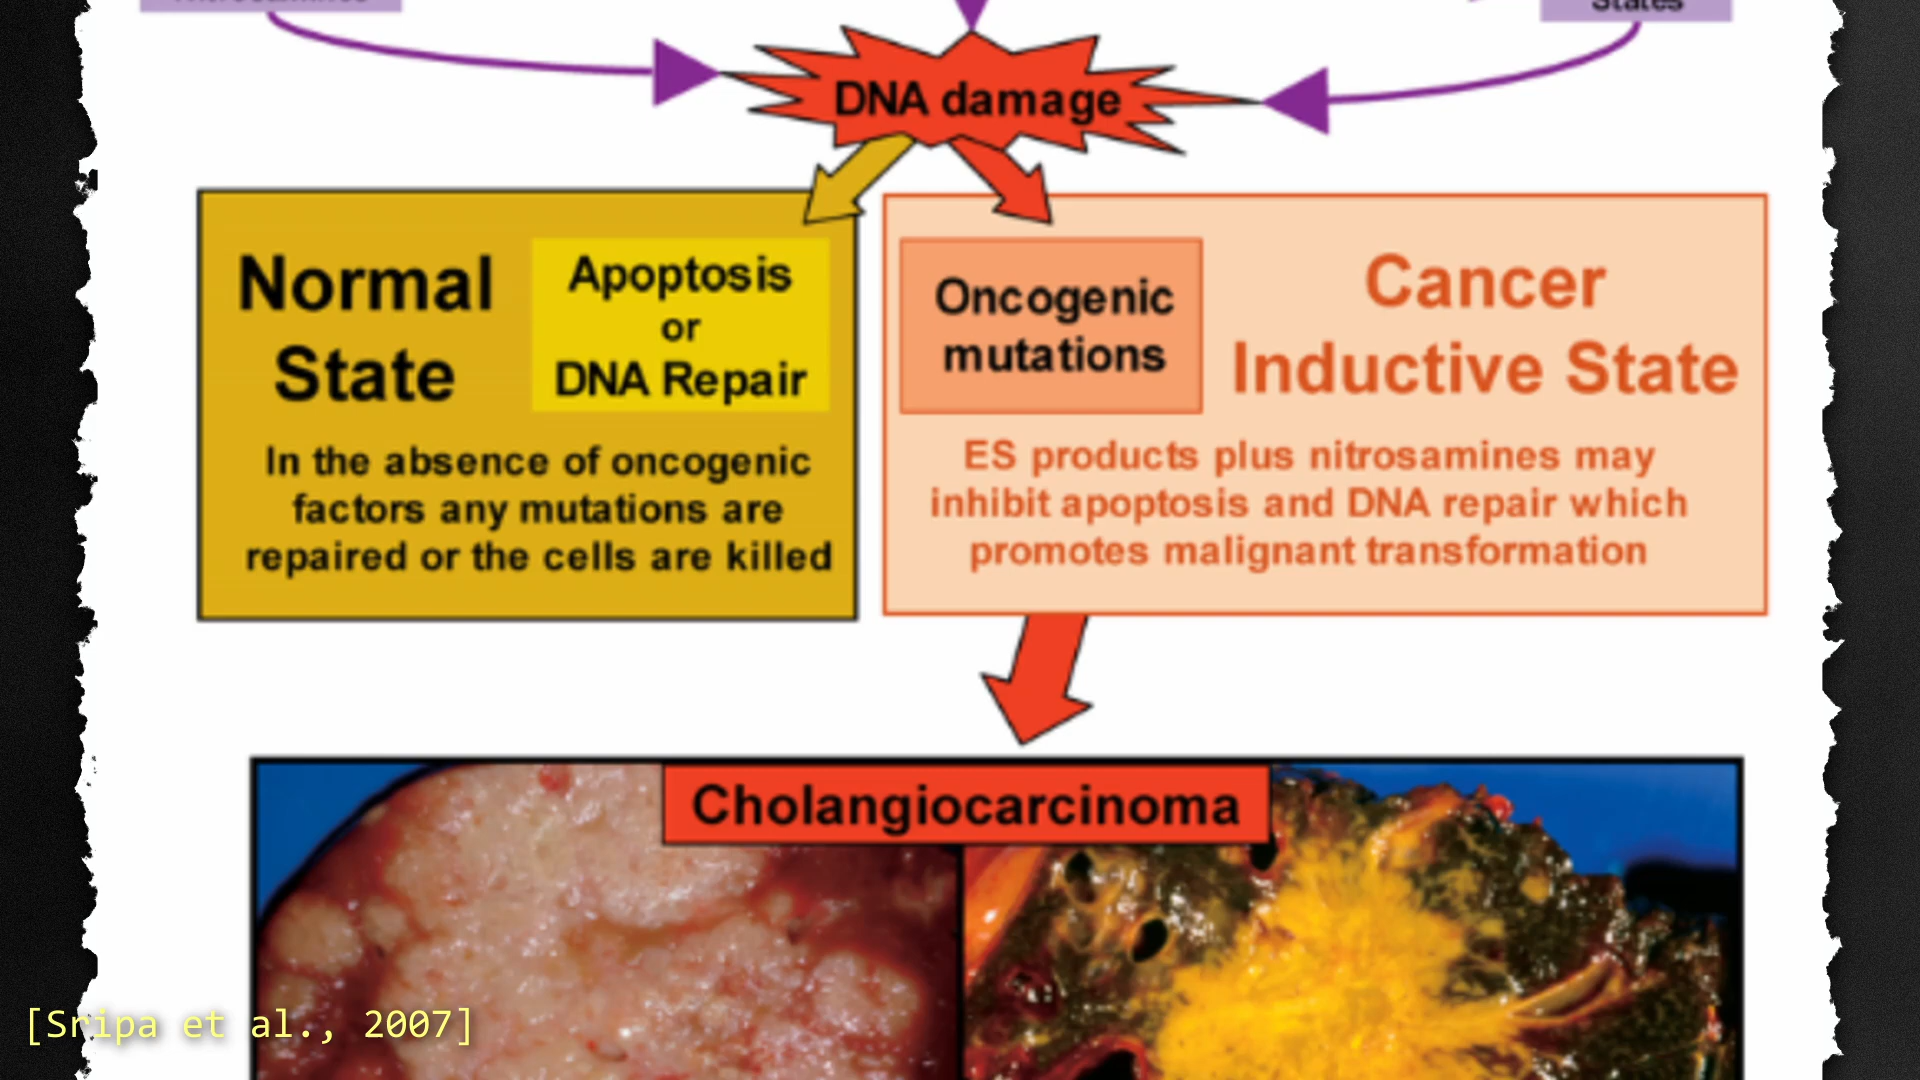 States
DNA damage
Normal
State
Apoptosis
or
DNA Repair
In the absence of oncogenic
factors any mutations are
repaired or the cells are killed
Oncogenic
mutations
Cancer
Inductive State
ES products plus nitrosamines may
inhibit apoptosis and DNA repair which
promotes malignant transformation
Cholangiocarcinoma
[Sripa et al., 2007]